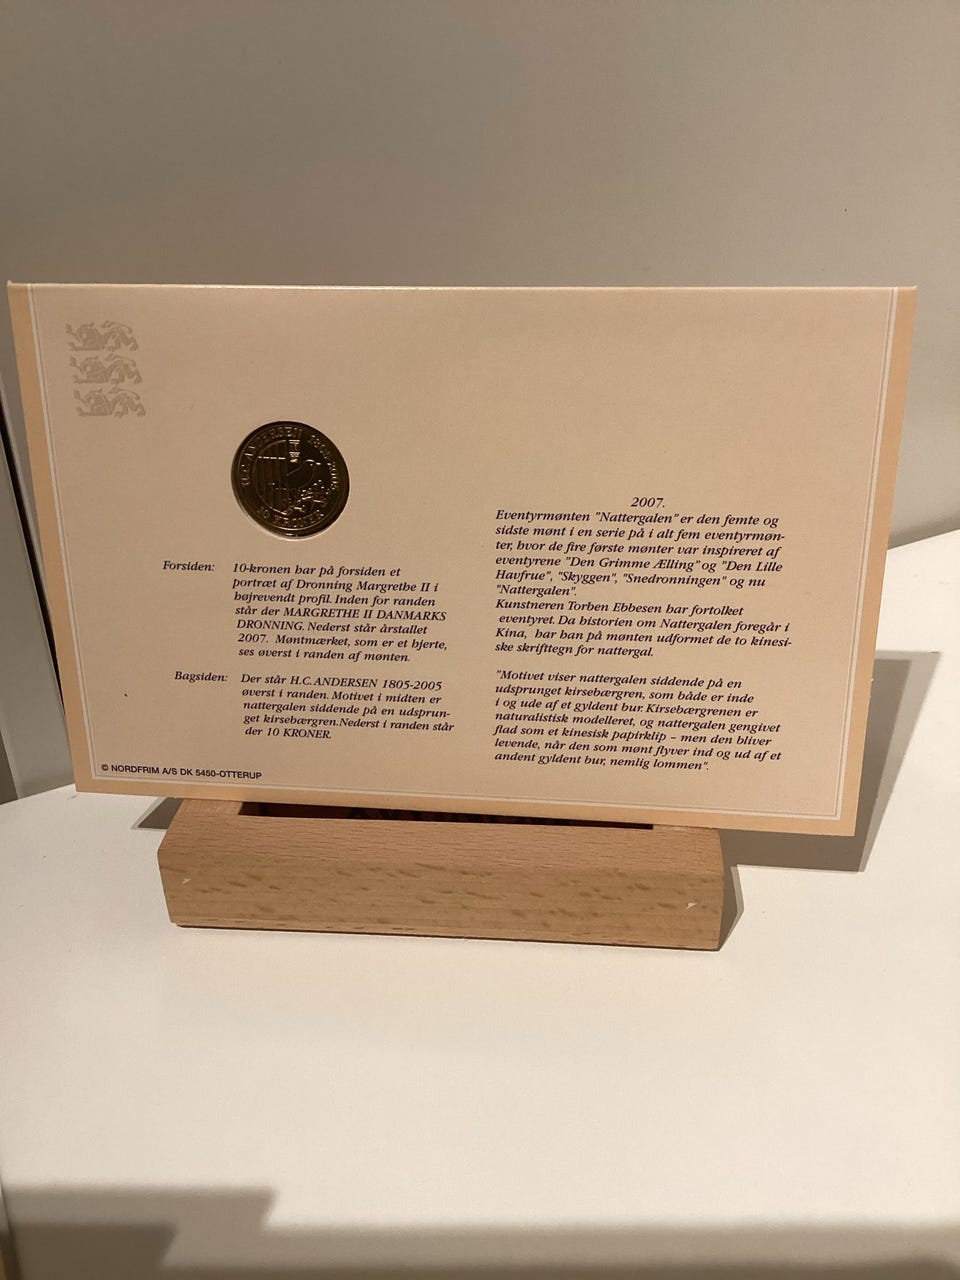 H.C. ANDERSEN 1805-2005
10 KRONER
Forsiden: 10-kronen har på forsiden et
portræt af Dronning Margrethe II i
højrevendt profil. Inden for randen
står der MARGRETHE II DANMARKS
DRONNING. Nederst står årstallet
2007. Møntmærket, som er et hjerte,
ses øverst i randen af mønten.
Bagsiden: Der står H.C. ANDERSEN 1805-2005
øverst i randen. Motivet i midten er
nattergalen siddende på en udsprun-
get kirsebærgren. Nederst i randen står
der 10 KRONER.
© NORDFRIM A/S DK 5450-OTTERUP
2007.
Eventyrmønten "Nattergalen" er den femte og
sidste mønt i en serie på i alt fem eventyrmøn-
ter, hvor de fire første mønter var inspireret af
eventyrene "Den Grimme Ælling" og "Den Lille
Havfrue", "Skyggen", "Snedronningen" og nu
"Nattergalen".
Kunstneren Torben Ebbesen har fortolket
eventyret. Da historien om Nattergalen foregår i
Kina, har han på mønten udformet de to kinesi-
ske skrifttegn for nattergal.
"Motivet viser nattergalen siddende på en
udsprunget kirsebærgren, som både er inde
i og ude af et gyldent bur. Kirsebærgrenen er
naturalistisk modelleret, og nattergalen gengivet
flad som et kinesisk papirklip – men den bliver
levende, når den som mønt flyver ind og ud af et
andent gyldent bur, nemlig lommen".